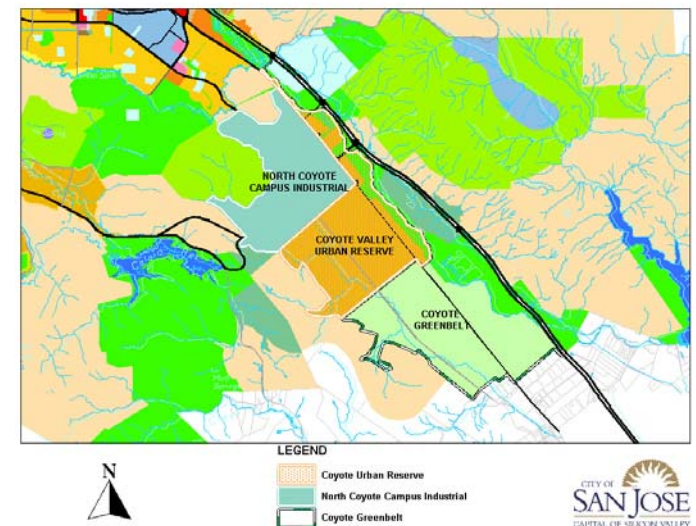 NORTH COYOTE
CAMPUS INDUSTRIAL
COYOTE VALLEY
URBAN RESERVE
COYOTE
GREENBELT
LEGEND
N
Coyote Urban Reserve
North Coyote Campus Industrial
Coyote Greenbelt
CITY OF
SAN JOSE
CAPITAL OF SILICON VALLEY